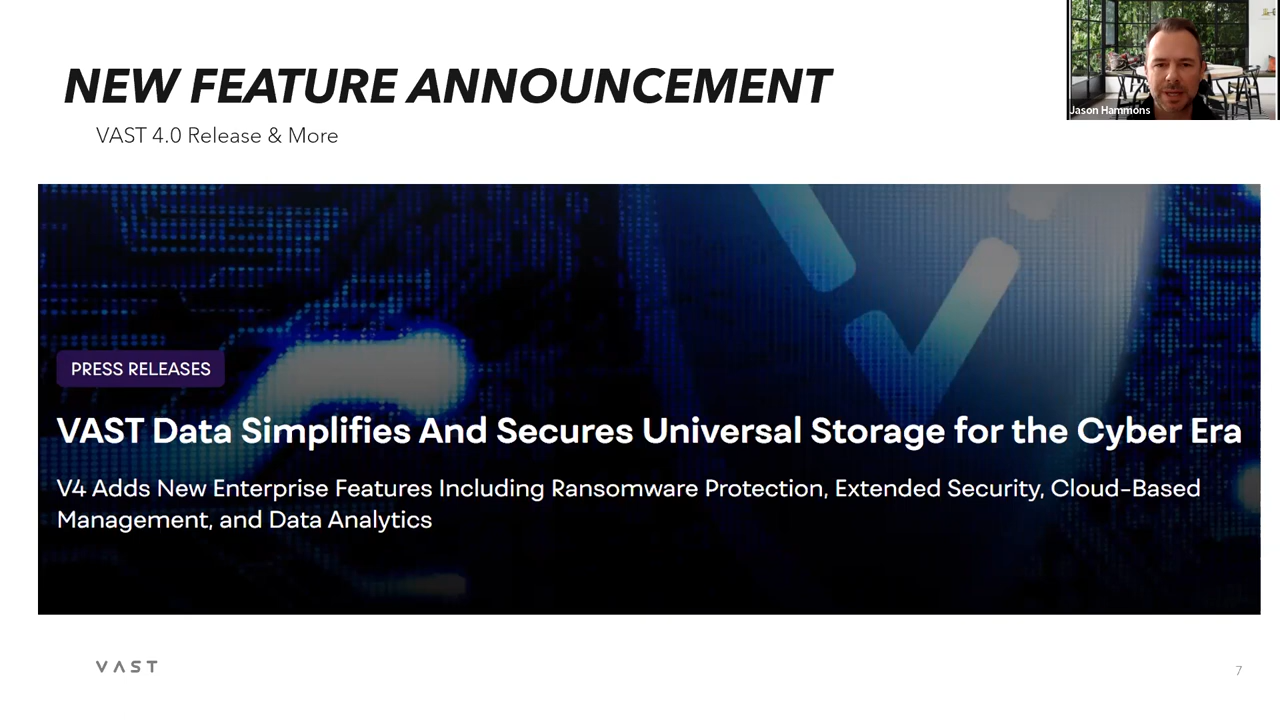 NEW FEATURE ANNOUNCEMENT
VAST 4.0 Release & More
Jason Hammons
PRESS RELEASES
VAST Data Simplifies And Secures Universal Storage for the Cyber Era
V4 Adds New Enterprise Features Including Ransomware Protection, Extended Security, Cloud-Based
Management, and Data Analytics
VAST
7